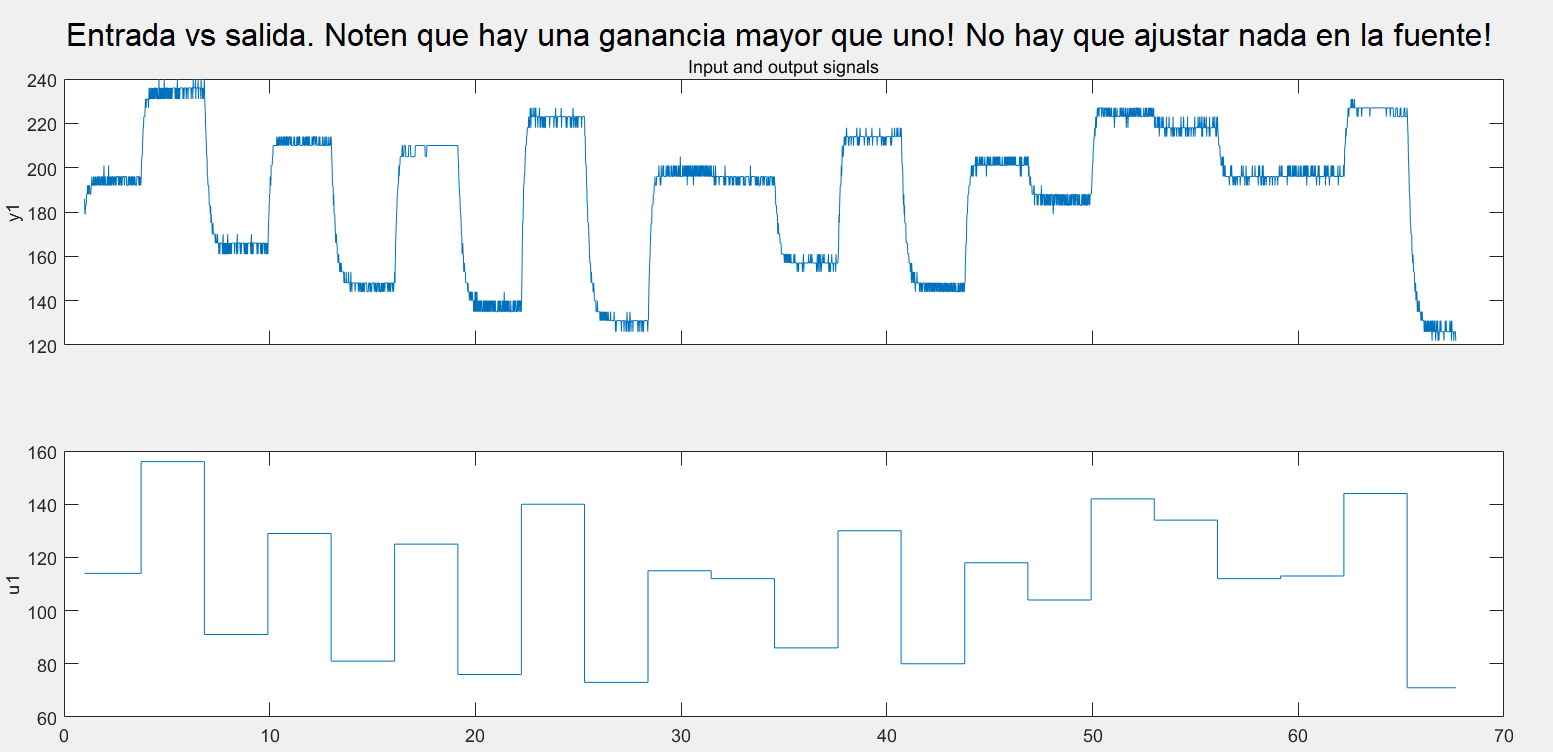 Entrada vs salida. Noten que hay una ganancia mayor que uno! No hay que ajustar nada en la fuente!
Input and output signals
240
220
200
180
160
140
120
y1
160
140
120
100
80
60
u1
0 10 20 30 40 50 60 70